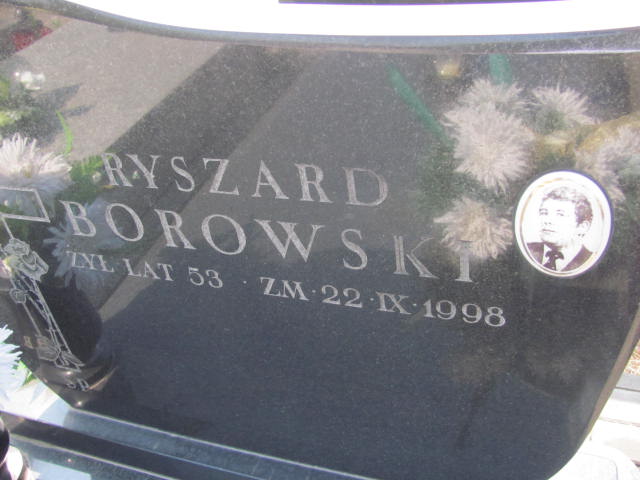 RYSZARD
BOROWSKI
ŻYŁ LAT 53 · ZM·22·IX·1998